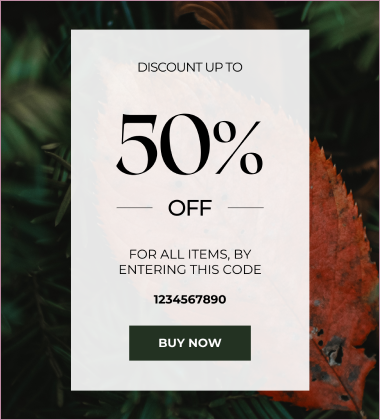 DISCOUNT UP TO
50%
OFF
FOR ALL ITEMS, BY
ENTERING THIS CODE
1234567890
BUY NOW